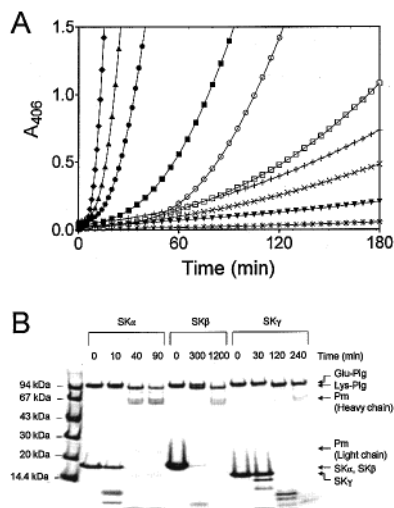 A
1.5
1.0
0.5
0.0
A406
0 60 120 180
Time (min)
B
SKα SKβ SKγ
0 10 40 90 0 300 1200 0 30 120 240 Time (min)
94 kDa
67 kDa
43 kDa
30 kDa
20 kDa
14.4 kDa
Glu-Plg
Lys-Plg
Pm
(Heavy chain)
Pm
(Light chain)
SKα, SKβ
SKγ